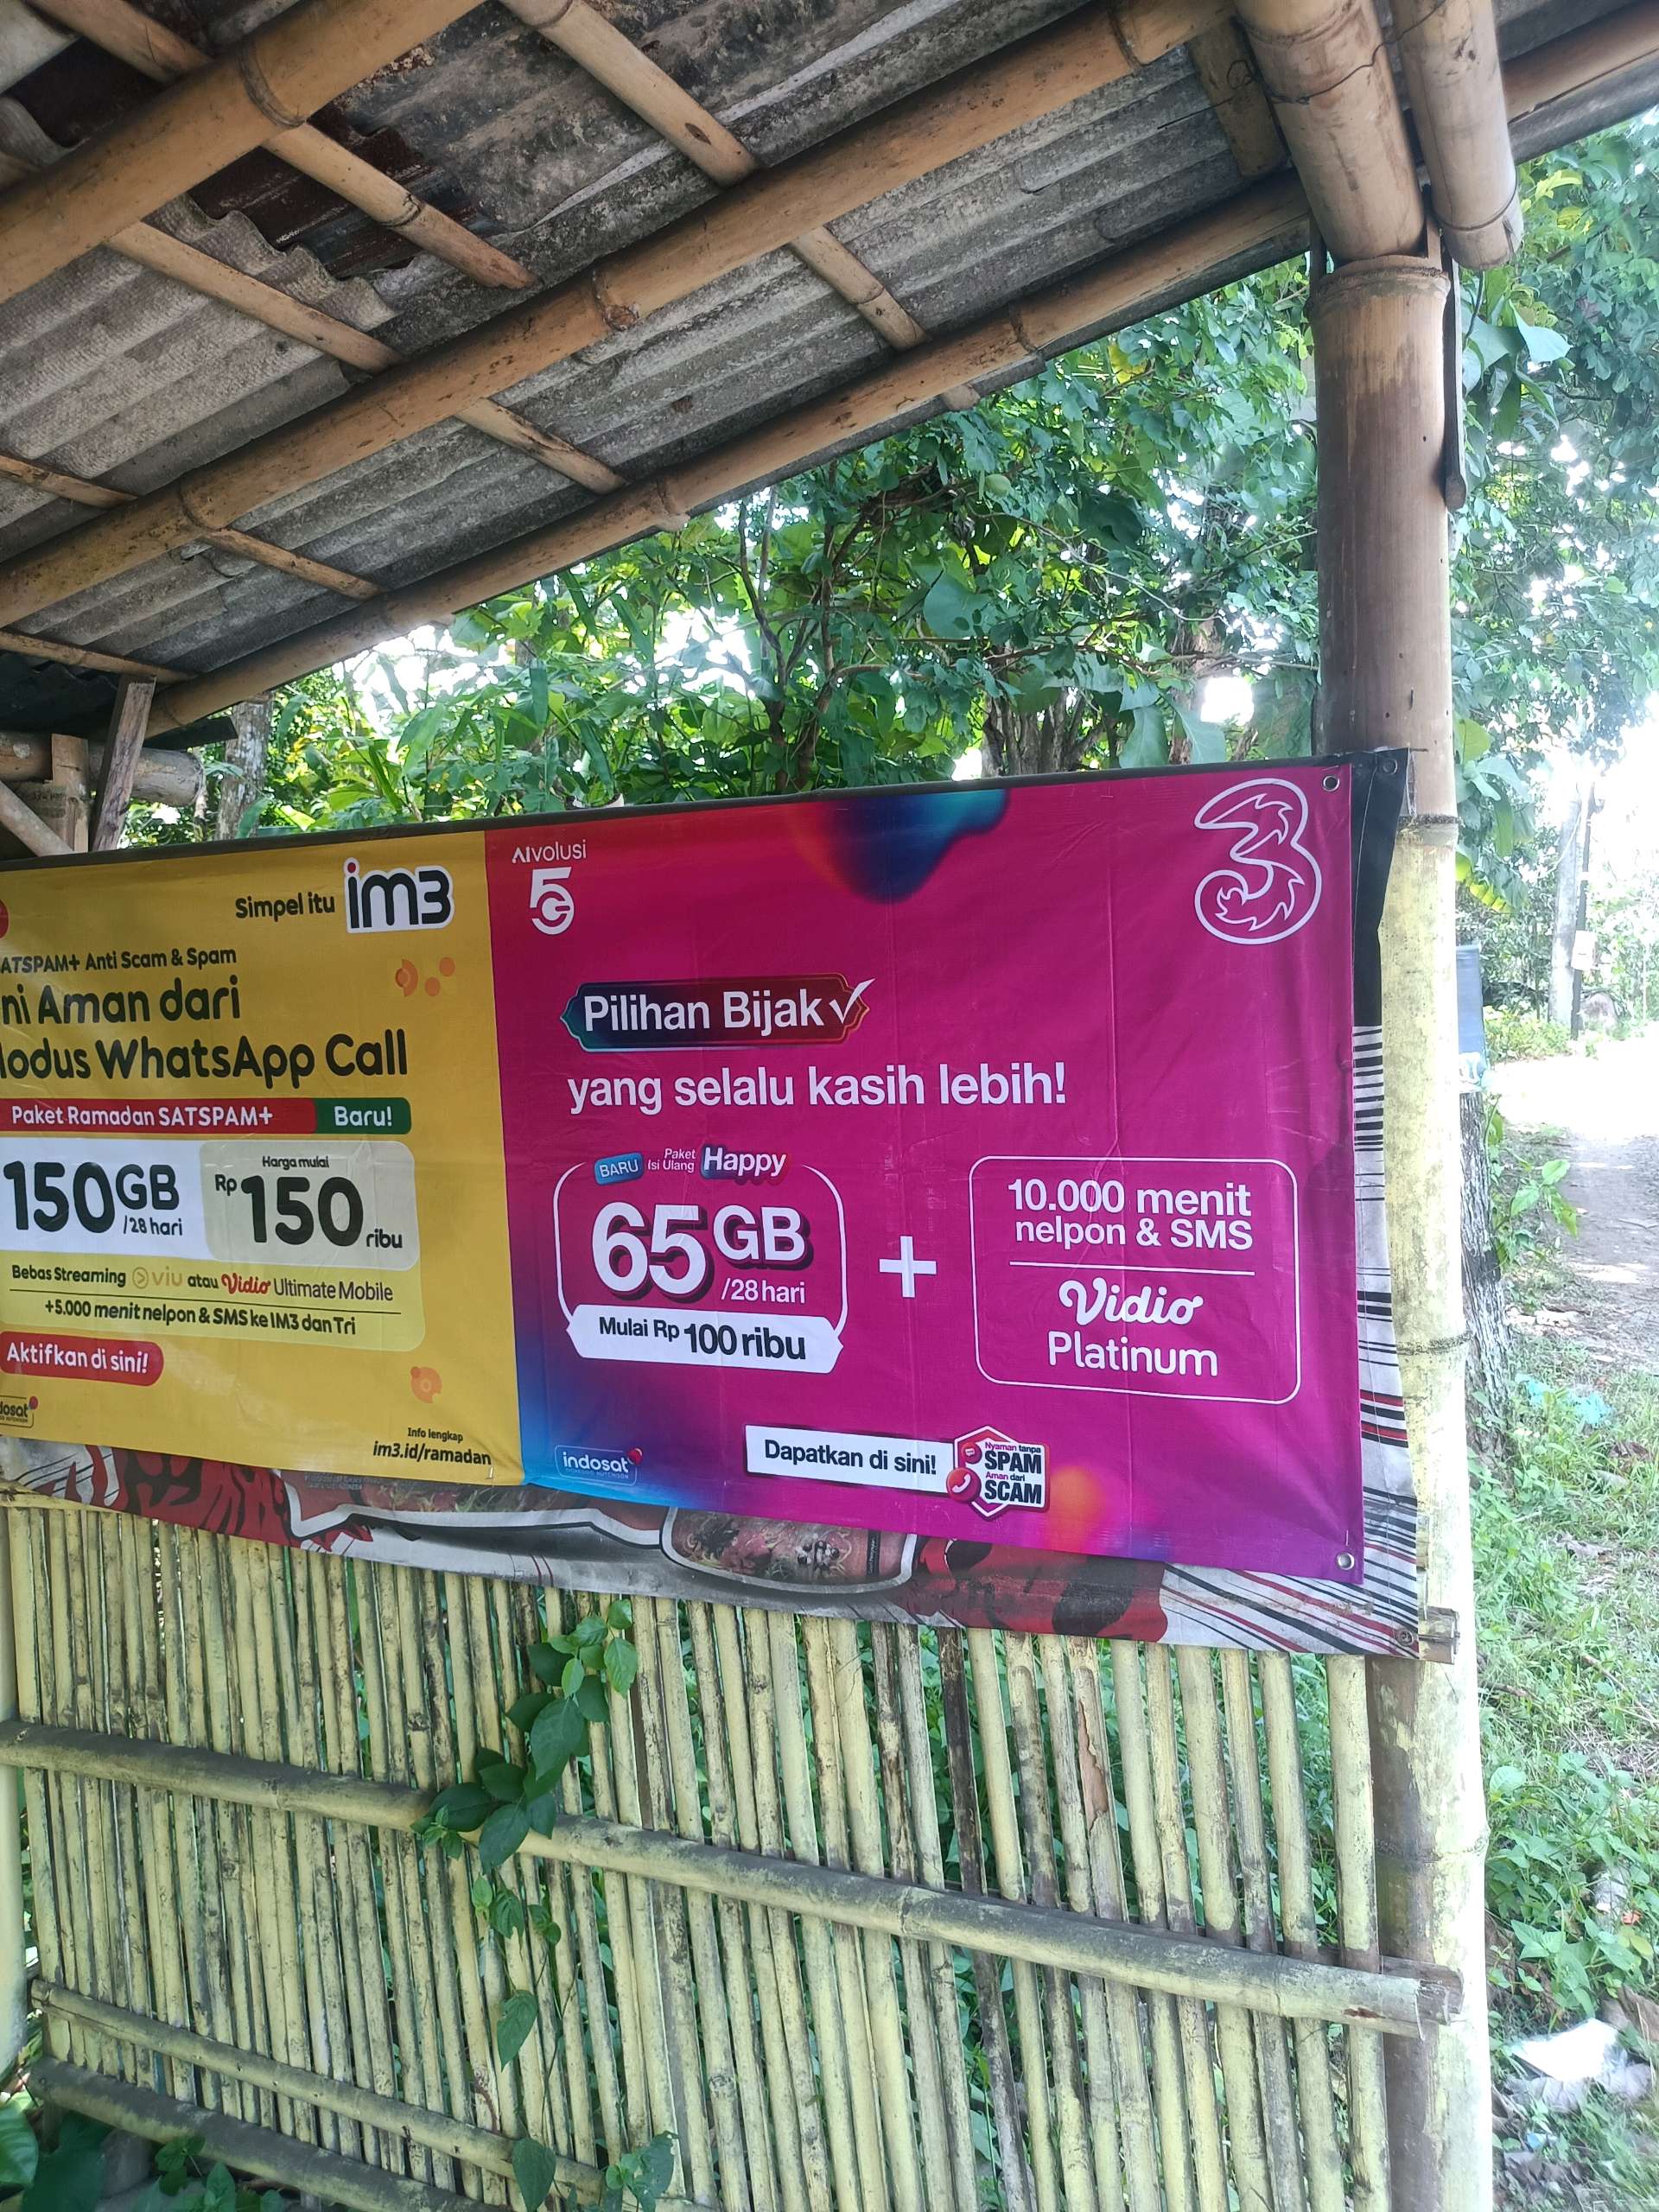 Simpel itu im3
SATSPAM+ Anti Scam & Spam
Aman dari
WhatsApp Call
Paket Ramadan SATSPAM+ Baru!
150GB
/28 hari
Harga mulai
Rp 150 ribu
Bebas Streaming viu atau Vidio Ultimate Mobile
+5.000 menit nelpon & SMS ke IM3 dan Tri
Aktifkan di sini!
Info lengkap
im3.id/ramadan
AIvolusi
5G
3
Pilihan Bijak
yang selalu kasih lebih!
BARU Paket Isi Ulang Happy
65GB
/28 hari
Mulai Rp 100 ribu
+
10.000 menit
nelpon & SMS
Vidio
Platinum
indosat
OOREDOO HUTCHISON
Dapatkan di sini!
Nyaman tanpa
SPAM
Aman dari
SCAM